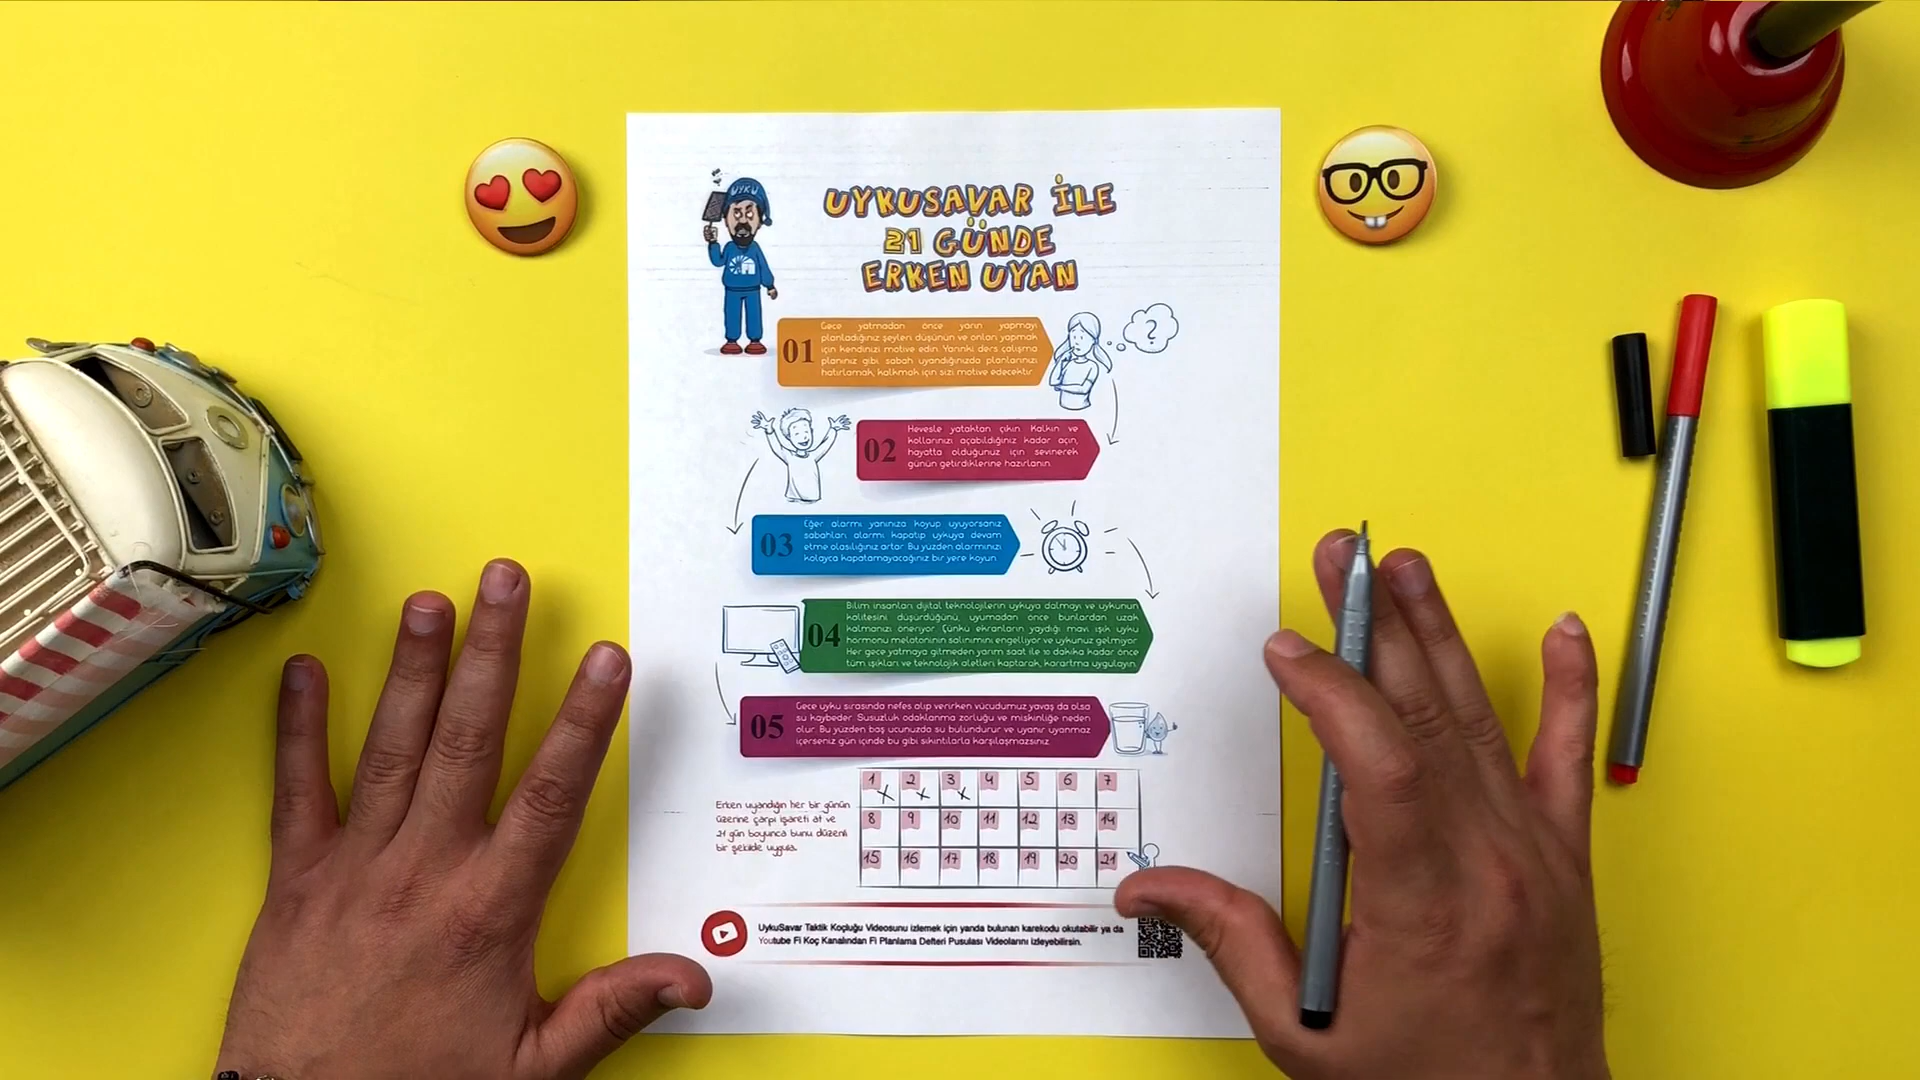 UYKU
UYKUSAVAR İLE
21 GÜNDE
ERKEN UYAN
01
Gece yatmadan önce yarın yapmayı
planladığınız şeyleri düşünün ve onları yapmak
için kendinizi motive edin. Yarınki ders çalışma
planınız gibi sabah uyandığınızda planlarınızı
hatırlamak, kalkmak için sizi motive edecektir.
?
02
Hevesle yataktan çıkın Kalkın ve
kollarınızı açabildiğiniz kadar açın,
hayatta olduğunuz için sevinerek
günün getirdiklerine hazırlanın.
03
Eğer alarmı yanınıza koyup uyuyorsanız
sabahları alarmı kapatıp uykuya devam
etme olasılığınız artar. Bu yüzden alarmınızı
kolayca kapatamayacağınız bir yere koyun.
04
Bilim insanları dijital teknolojilerin uykuya dalmayı ve uykunun
kalitesini düşürdüğünü, uyumadan önce bunlardan uzak
kalmanızı öneriyor. Çünkü ekranların yaydığı mavi ışık uyku
hormonu melatoninin salınımını engelliyor ve uykunuz gelmiyor.
Her gece yatmaya gitmeden yarım saat ile 10 dakika kadar önce
tüm ışıkları ve teknolojik aletleri kaptarak, karartma uygulayın.
05
Gece uyku sırasında nefes alıp verirken vücudumuz yavaş da olsa
su kaybeder. Susuzluk odaklanma zorluğu ve miskinliğe neden
olur. Bu yüzden baş ucunuzda su bulundurur ve uyanır uyanmaz
içerseniz gün içinde bu gibi sıkıntılarla karşılaşmazsınız.
Erken uyandığın her bir günün
üzerine çarpı işareti at ve
21 gün boyunca bunu düzenli
bir şekilde uygula.
1 2 3 4 5 6 7
X X X
8 9 10 11 12 13 14
15 16 17 18 19 20 21
UykuSavar Taktik Koçluğu Videosunu izlemek için yanda bulunan karekodu okutabilir ya da
Youtube Fi Koç Kanalından Fi Planlama Defteri Pusulası Videolarını izleyebilirsin.